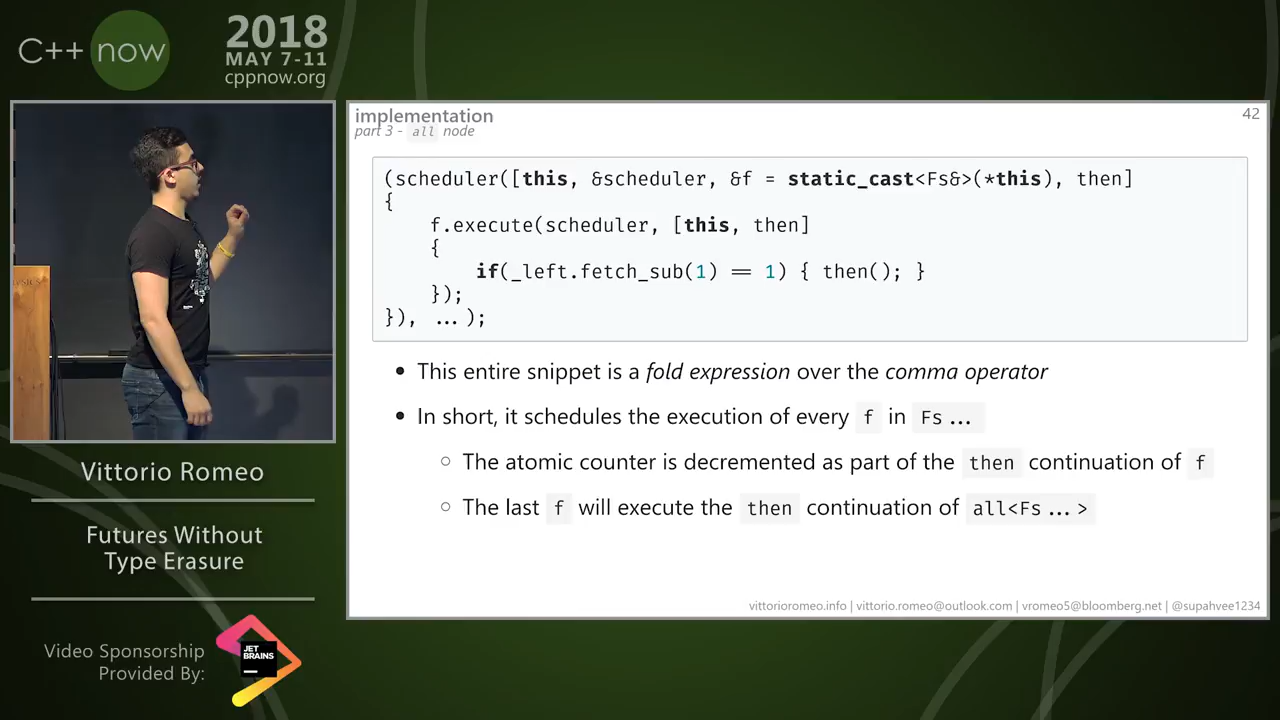 C++ now
2018
MAY 7-11
cppnow.org
implementation
part 3 - all node
42
(scheduler([this, &scheduler, &f = static_cast<Fs&>(*this), then]
{
f.execute(scheduler, [this, then]
{
if(_left.fetch_sub(1) == 1) { then(); }
});
}), ...);
• This entire snippet is a fold expression over the comma operator
• In short, it schedules the execution of every f in Fs...
○ The atomic counter is decremented as part of the then continuation of f
○ The last f will execute the then continuation of all<Fs...>
vittorioromeo.info | vittorio.romeo@outlook.com | vromeo5@bloomberg.net | @supahvee1234
Vittorio Romeo
Futures Without
Type Erasure
Video Sponsorship
Provided By:
JET
BRAINS